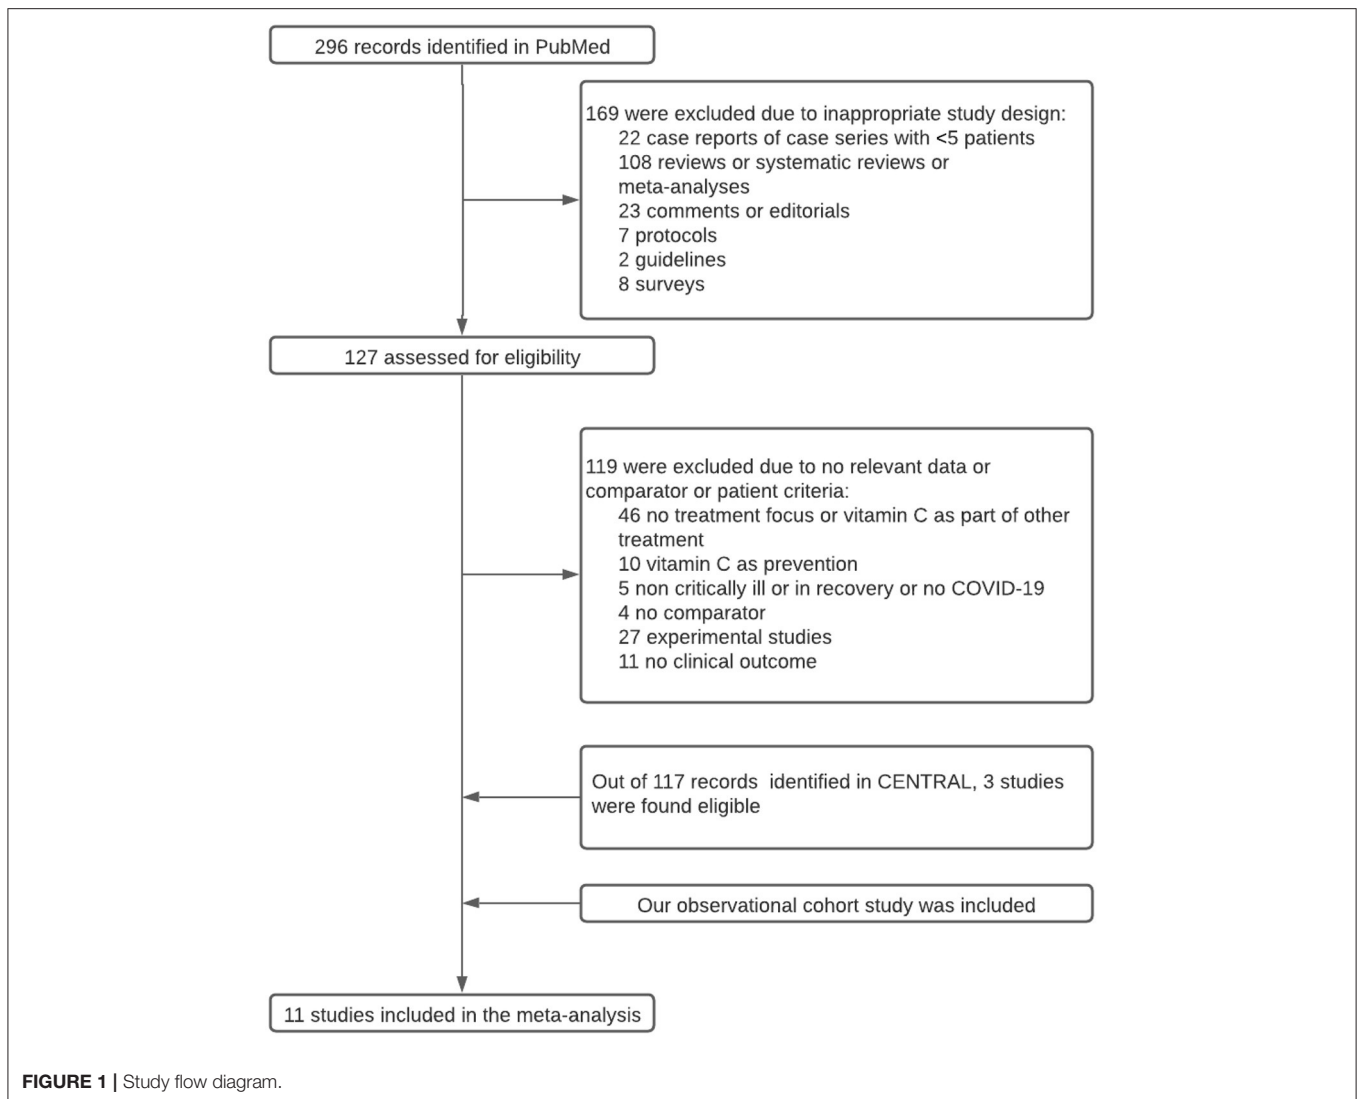 296 records identified in PubMed
169 were excluded due to inappropriate study design:
22 case reports of case series with <5 patients
108 reviews or systematic reviews or
meta-analyses
23 comments or editorials
7 protocols
2 guidelines
8 surveys
127 assessed for eligibility
119 were excluded due to no relevant data or
comparator or patient criteria:
46 no treatment focus or vitamin C as part of other
treatment
10 vitamin C as prevention
5 non critically ill or in recovery or no COVID-19
4 no comparator
27 experimental studies
11 no clinical outcome
Out of 117 records identified in CENTRAL, 3 studies
were found eligible
Our observational cohort study was included
11 studies included in the meta-analysis
FIGURE 1 | Study flow diagram.